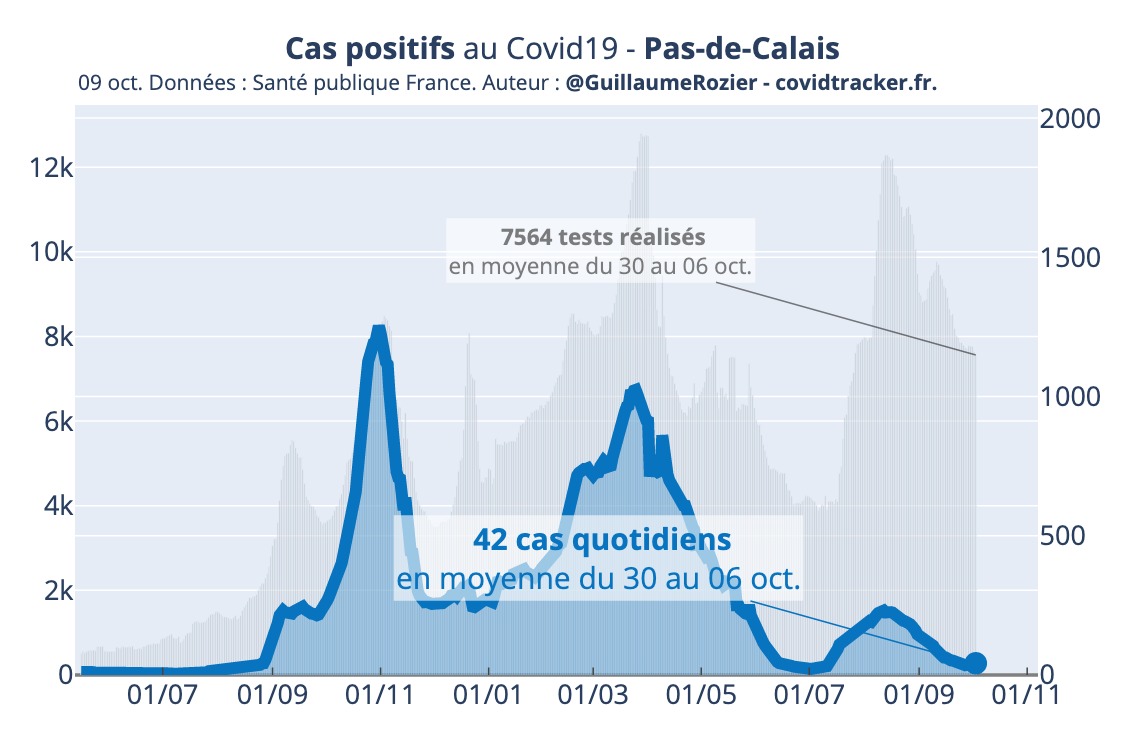 Cas positifs au Covid19 - Pas-de-Calais
09 oct. Données : Santé publique France. Auteur : @GuillaumeRozier - covidtracker.fr.
2000
12k
7564 tests réalisés
en moyenne du 30 au 06 oct.
10k
1500
8k
1000
6k
4k
42 cas quotidiens
500
en moyenne du 30 au 06 oct.
2k
0
0
01/07 01/09 01/11 01/01 01/03 01/05 01/07 01/09 01/11